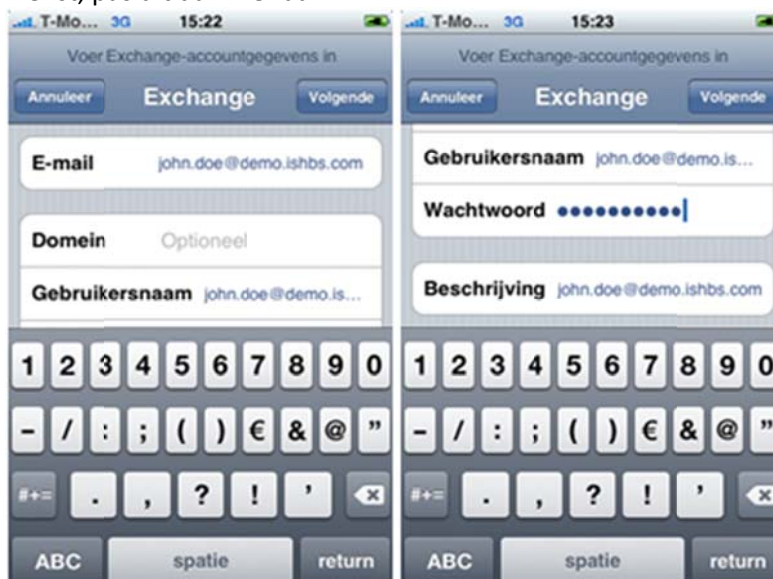 T-Mo... 3G 15:22
Voer Exchange-accountgegevens in
Annuleer Exchange Volgende
E-mail john.doe@demo.ishbs.com
Domein Optioneel
Gebruikersnaam john.doe@demo.is...
1 2 3 4 5 6 7 8 9 0
- / : ; ( ) € & @ ”
#+= . , ? ! ’
ABC spatie return
T-Mo... 3G 15:23
Voer Exchange-accountgegevens in
Annuleer Exchange Volgende
Gebruikersnaam john.doe@demo.is...
Wachtwoord ●●●●●●●●●●
Beschrijving john.doe@demo.ishbs.com
1 2 3 4 5 6 7 8 9 0
- / : ; ( ) € & @ ”
#+= . , ? ! ’
ABC spatie return